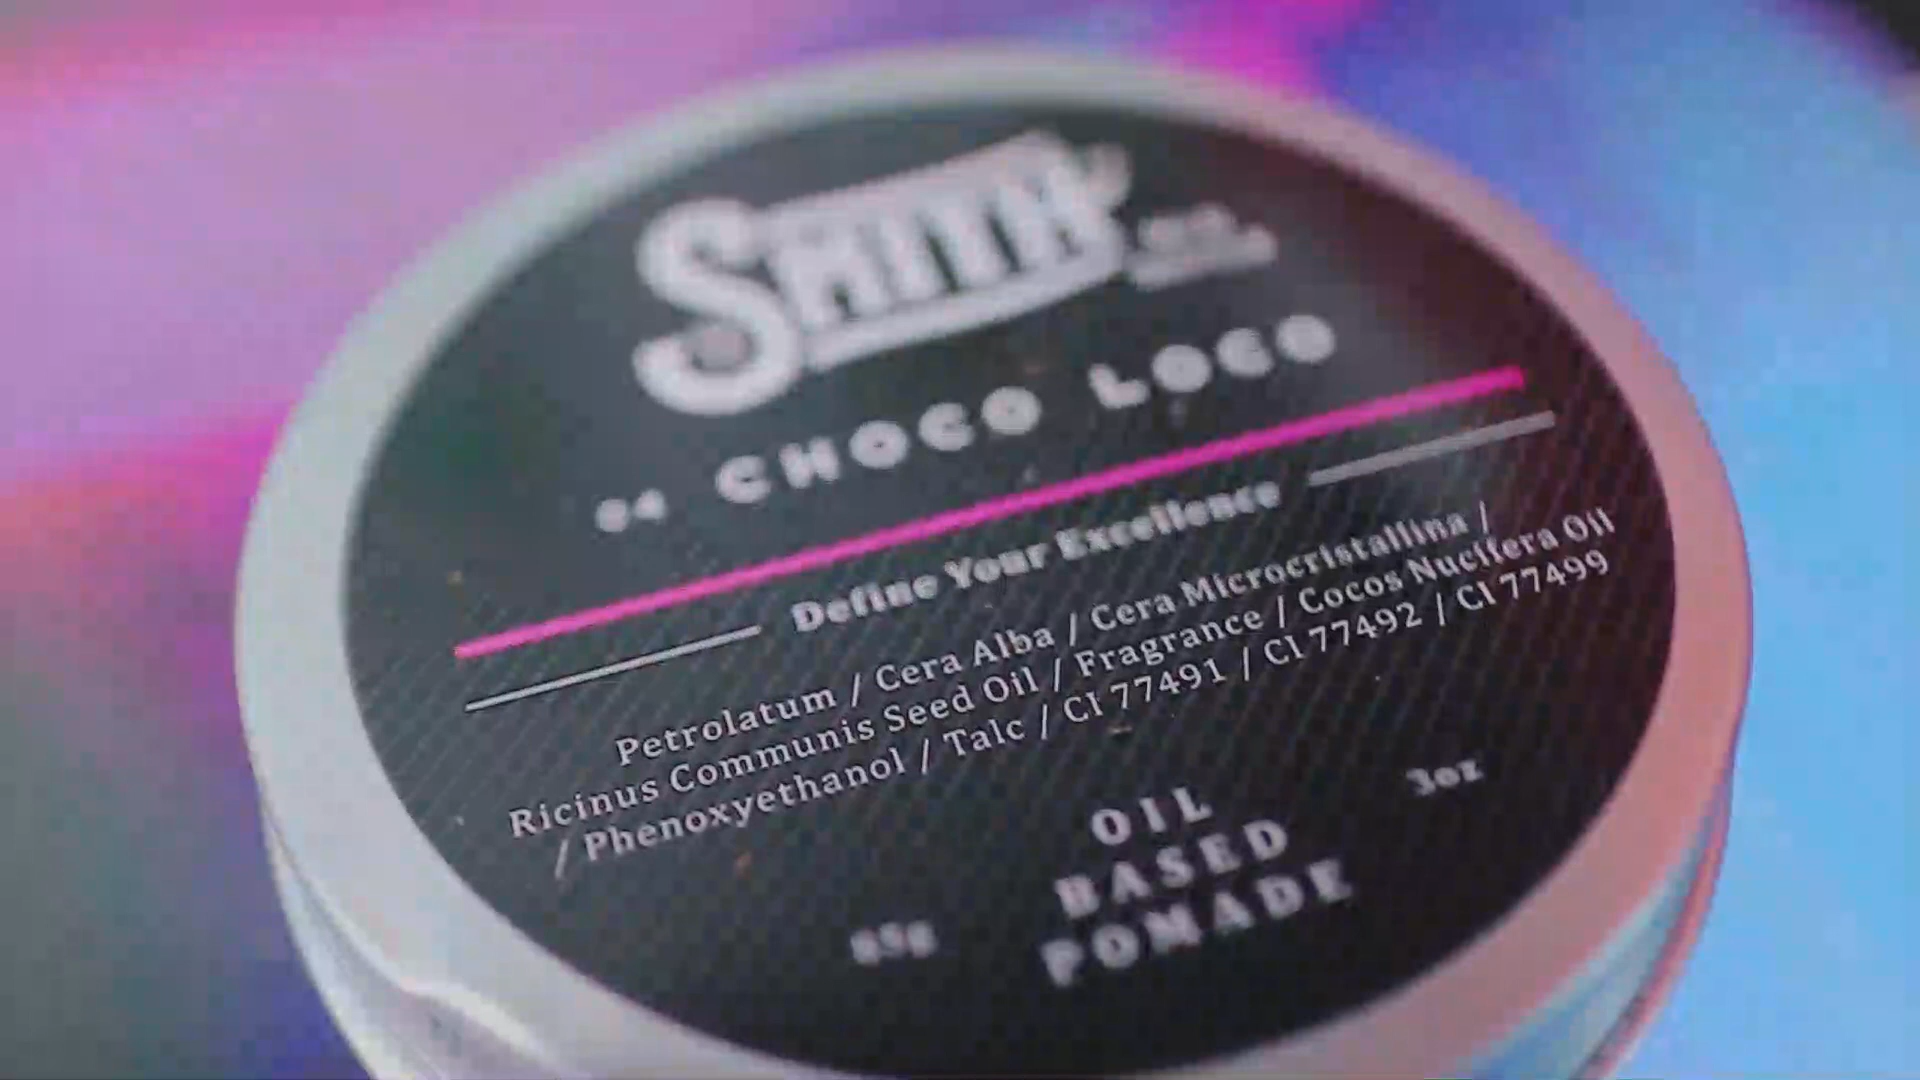 SMITH
04 CHOCO LOCO
Define Your Excellence
Petrolatum / Cera Alba / Cera Microcristallina /
Ricinus Communis Seed Oil / Fragrance / Cocos Nucifera Oil
/ Phenoxyethanol / Talc / CI 77491 / CI 77492 / CI 77499
OIL
BASED
POMADE
85g
3oz